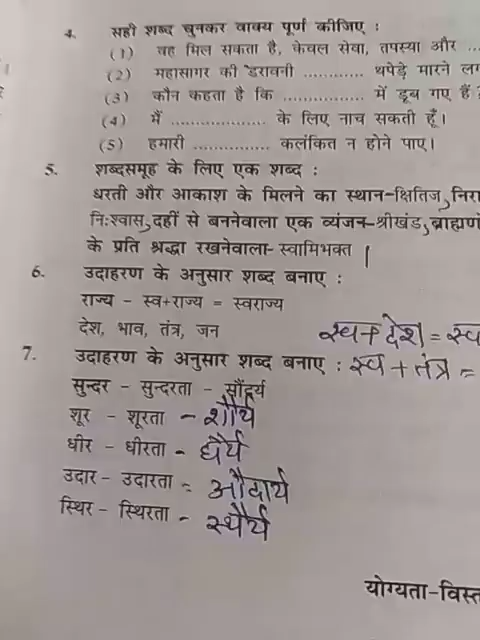 4. सही शब्द चुनकर वाक्य पूर्ण कीजिए :
(1) वह मिल सकता है, केवल सेवा, तपस्या और ...
(2) महासागर की डरावनी ............ थपेड़े मारने लग
(3) कौन कहता है कि ................ में डूब गए हैं ?
(4) मैं .................. के लिए नाच सकती हूँ।
(5) हमारी ............... कलंकित न होने पाए।
5. शब्दसमूह के लिए एक शब्द :
धरती और आकाश के मिलने का स्थान-क्षितिज, निरा
निःश्वास, दहीं से बननेवाला एक व्यंजन-श्रीखंड, ब्राह्मणं
के प्रति श्रद्धा रखनेवाला- स्वामिभक्त |
6. उदाहरण के अनुसार शब्द बनाए :
राज्य - स्व+राज्य = स्वराज्य
देश, भाव, तंत्र, जन स्व+देश = स्व
7. उदाहरण के अनुसार शब्द बनाए : स्व + तंत्र =
सुन्दर - सुन्दरता - सौंदर्य
शूर - शूरता - शौर्य
धीर - धीरता - धैर्य
उदार - उदारता = औदार्य
स्थिर - स्थिरता - स्थैर्य
योग्यता-विस्त